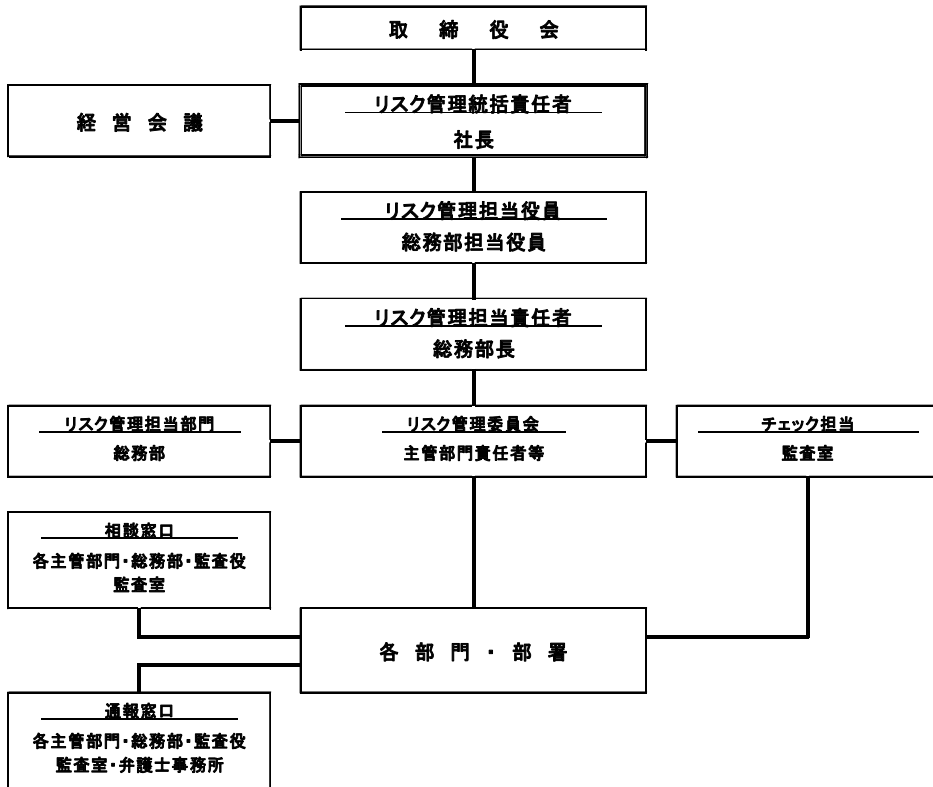 取締役会
経営会議
リスク管理統括責任者
社長
リスク管理担当役員
総務部担当役員
リスク管理担当責任者
総務部長
リスク管理担当部門
総務部
リスク管理委員会
主管部門責任者等
チェック担当
監査室
相談窓口
各主管部門・総務部・監査役
監査室
各部門・部署
通報窓口
各主管部門・総務部・監査役
監査室・弁護士事務所